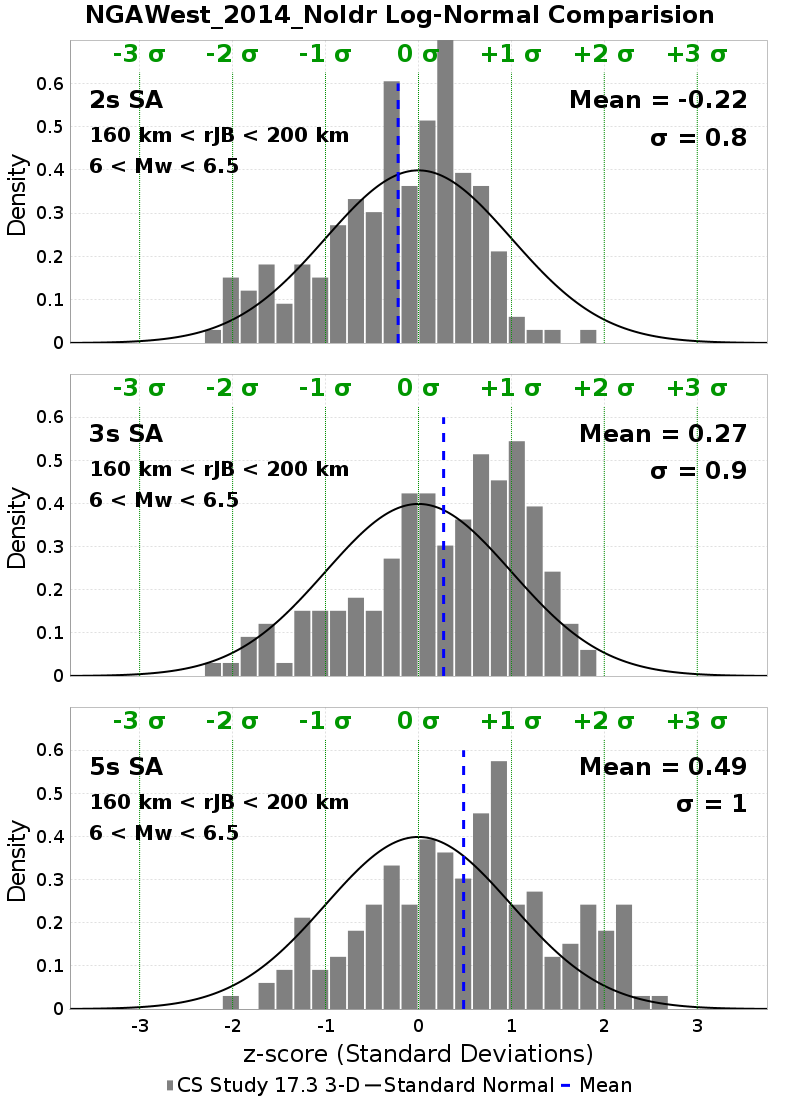 NGAWest_2014_NoIdr Log-Normal Comparision
-3 σ -2 σ -1 σ 0 σ +1 σ +2 σ +3 σ
2s SA
160 km < rJB < 200 km
6 < Mw < 6.5
Mean = -0.22
σ = 0.8
Density
0.6
0.5
0.4
0.3
0.2
0.1
0
-3 σ -2 σ -1 σ 0 σ +1 σ +2 σ +3 σ
3s SA
160 km < rJB < 200 km
6 < Mw < 6.5
Mean = 0.27
σ = 0.9
Density
0.6
0.5
0.4
0.3
0.2
0.1
0
-3 σ -2 σ -1 σ 0 σ +1 σ +2 σ +3 σ
5s SA
160 km < rJB < 200 km
6 < Mw < 6.5
Mean = 0.49
σ = 1
Density
0.6
0.5
0.4
0.3
0.2
0.1
0
-3 -2 -1 0 1 2 3
z-score (Standard Deviations)
CS Study 17.3 3-D Standard Normal Mean